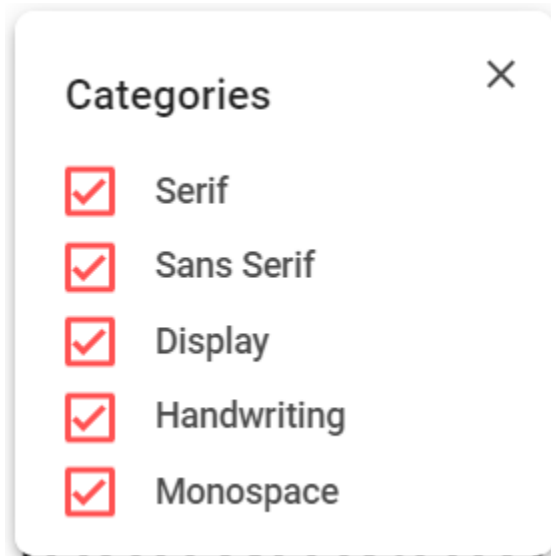 Categories
Serif
Sans Serif
Display
Handwriting
Monospace